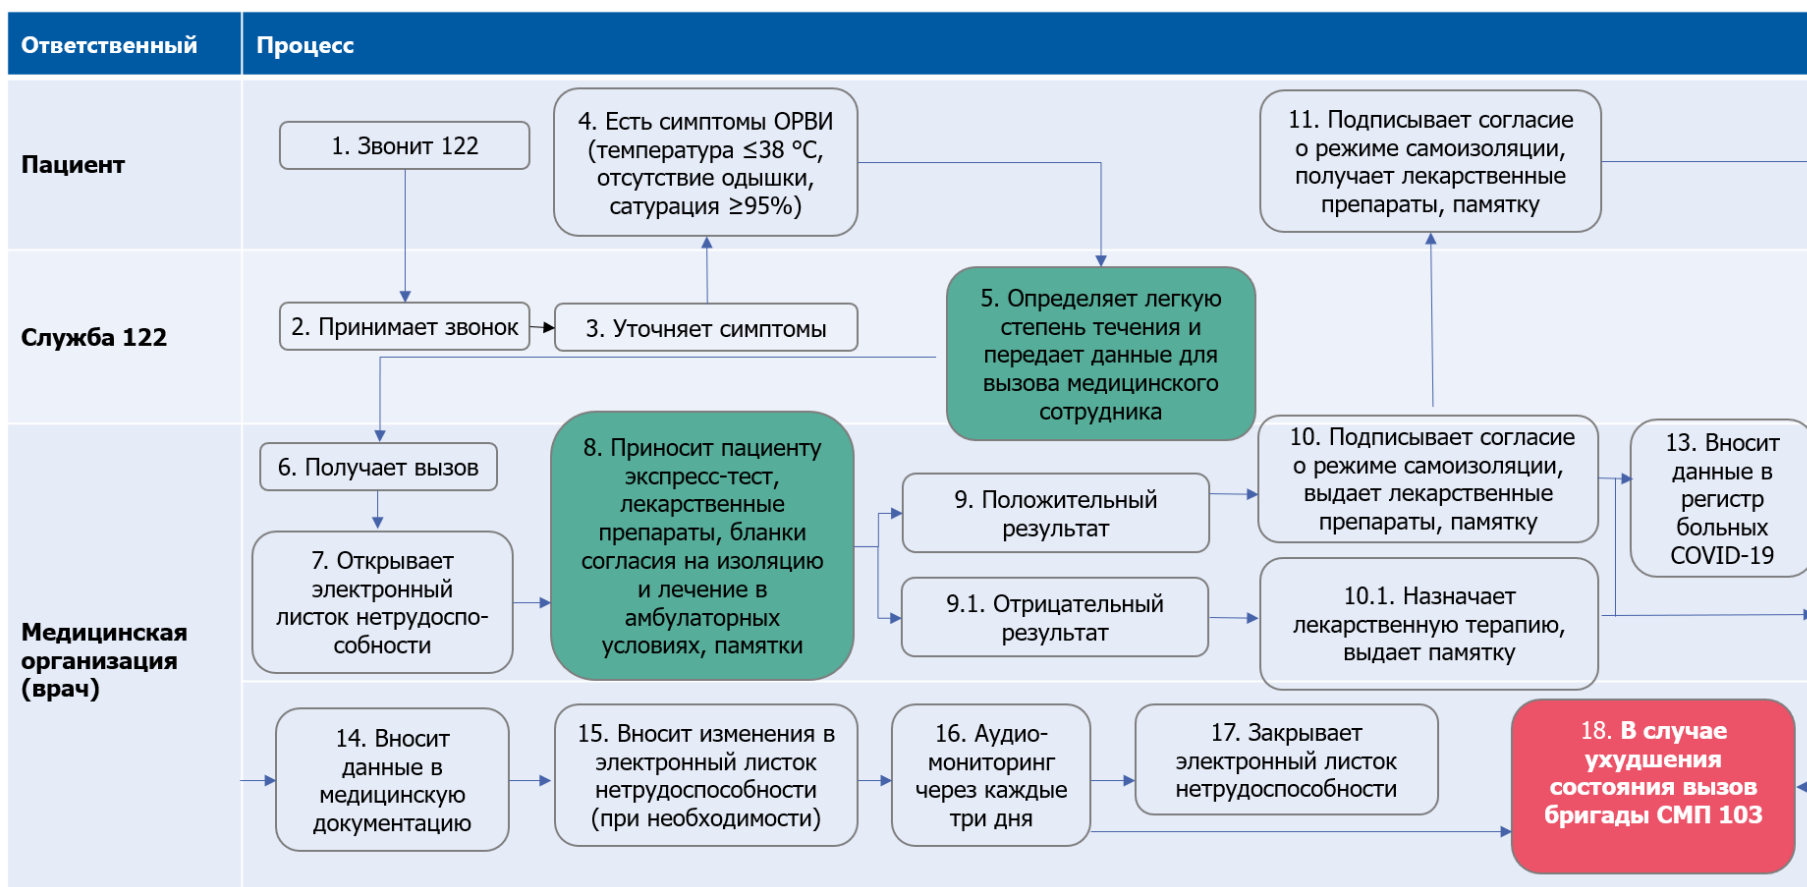 Ответственный
Процесс
Пациент
1. Звонит 122
4. Есть симптомы ОРВИ
(температура ≤38 °C,
отсутствие одышки,
сатурация ≥95%)
11. Подписывает согласие
о режиме самоизоляции,
получает лекарственные
препараты, памятку
Служба 122
2. Принимает звонок
3. Уточняет симптомы
5. Определяет легкую
степень течения и
передает данные для
вызова медицинского
сотрудника
Медицинская
организация
(врач)
6. Получает вызов
7. Открывает
электронный
листок нетрудоспо-
собности
8. Приносит пациенту
экспресс-тест,
лекарственные
препараты, бланки
согласия на изоляцию
и лечение в
амбулаторных
условиях, памятки
9. Положительный
результат
9.1. Отрицательный
результат
10. Подписывает согласие
о режиме самоизоляции,
выдает лекарственные
препараты, памятку
10.1. Назначает
лекарственную терапию,
выдает памятку
13. Вносит
данные в
регистр
больных
COVID-19
14. Вносит
данные в
медицинскую
документацию
15. Вносит изменения в
электронный листок
нетрудоспособности
(при необходимости)
16. Аудио-
мониторинг
через каждые
три дня
17. Закрывает
электронный листок
нетрудоспособности
18. В случае
ухудшения
состояния вызов
бригады СМП 103